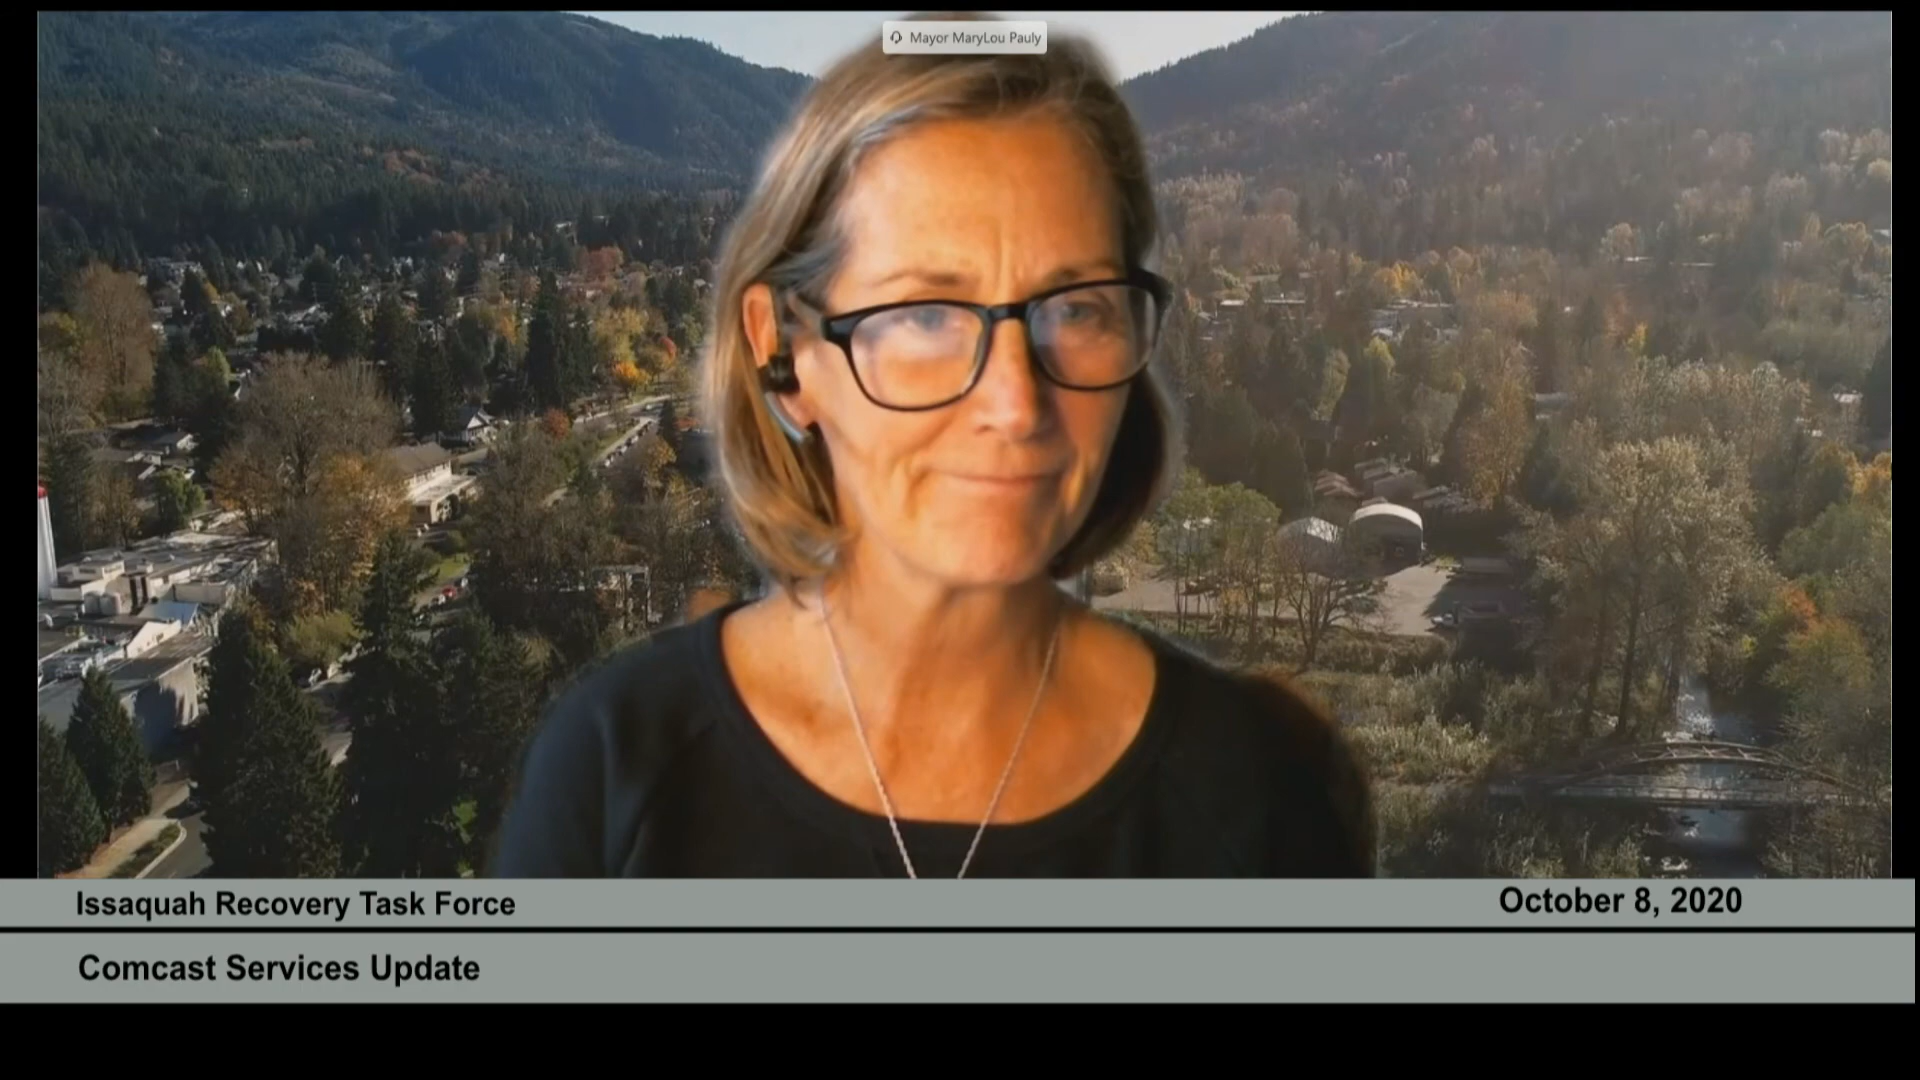 Mayor MaryLou Pauly
Issaquah Recovery Task Force
October 8, 2020
Comcast Services Update